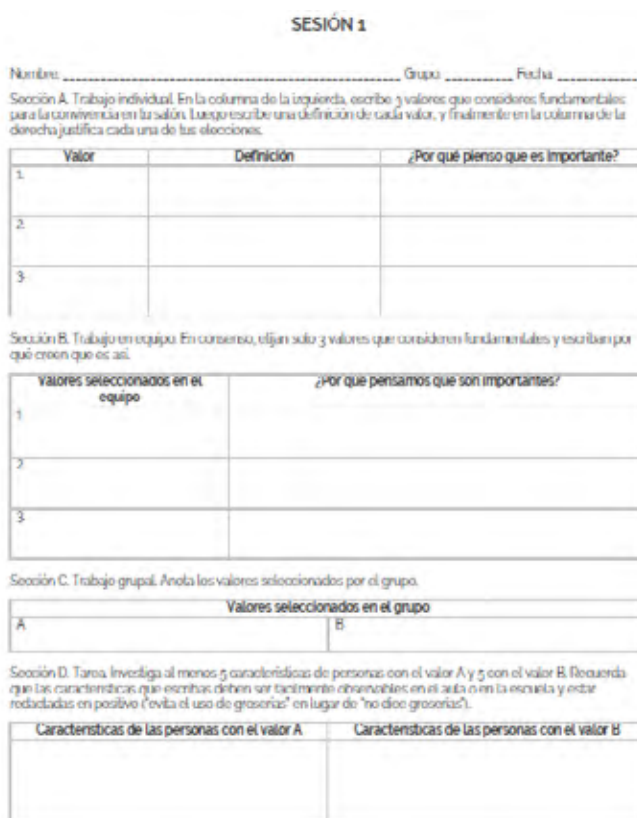 SESIÓN 1
Nombre: ______________________ Grupo: __________ Fecha: __________
Sección A. Trabajo individual. En la columna de la izquierda, escribe 3 valores que consideres fundamentales
para la convivencia en tu salón. Luego escribe una definición de cada valor, y finalmente en la columna de la
derecha justifica cada una de tus elecciones.
Valor Definición ¿Por qué pienso que es importante?
1.
2.
3.
Sección B. Trabajo en equipo. En consenso, elijan solo 3 valores que consideren fundamentales y escriban por
qué creen que es así.
Valores seleccionados en el ¿Por qué pensamos que son importantes?
equipo
1
2
3
Sección C. Trabajo grupal. Anota los valores seleccionados por el grupo.
Valores seleccionados en el grupo
A B
Sección D. Tarea. Investiga al menos 5 características de personas con el valor A y 5 con el valor B. Recuerda
que las características que escribas deben ser fácilmente observables en el aula o en la escuela y estar
redactadas en positivo ("evita el uso de groserías" en lugar de "no dice groserías").
Características de las personas con el valor A Características de las personas con el valor B